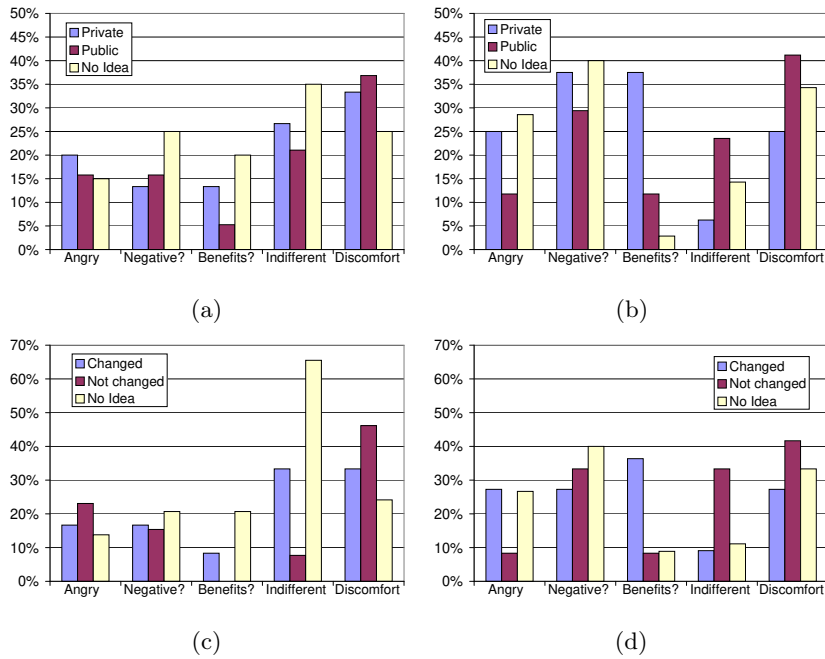 50%
45%
40%
35%
30%
25%
20%
15%
10%
5%
0%
Private
Public
No Idea
Angry Negative? Benefits? Indifferent Discomfort
(a)
50%
45%
40%
35%
30%
25%
20%
15%
10%
5%
0%
Private
Public
No Idea
Angry Negative? Benefits? Indifferent Discomfort
(b)
70%
60%
50%
40%
30%
20%
10%
0%
Changed
Not changed
No Idea
Angry Negative? Benefits? Indifferent Discomfort
(c)
70%
60%
50%
40%
30%
20%
10%
0%
Changed
Not changed
No Idea
Angry Negative? Benefits? Indifferent Discomfort
(d)